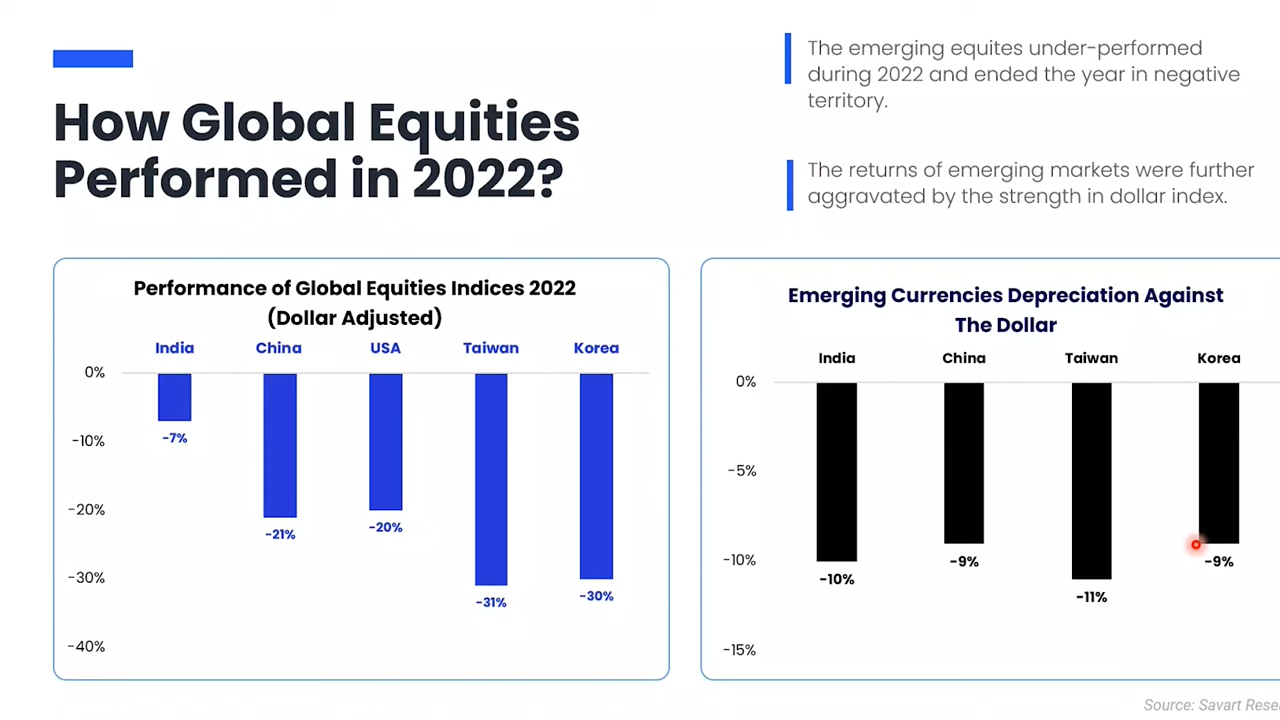 How Global Equities
Performed in 2022?
The emerging equites under-performed
during 2022 and ended the year in negative
territory.
The returns of emerging markets were further
aggravated by the strength in dollar index.
Performance of Global Equities Indices 2022
(Dollar Adjusted)
India China USA Taiwan Korea
0%
-10%
-20%
-30%
-40%
-7%
-21%
-20%
-31%
-30%
Emerging Currencies Depreciation Against
The Dollar
India China Taiwan Korea
0%
-5%
-10%
-15%
-10%
-9%
-11%
-9%
Source: Savart